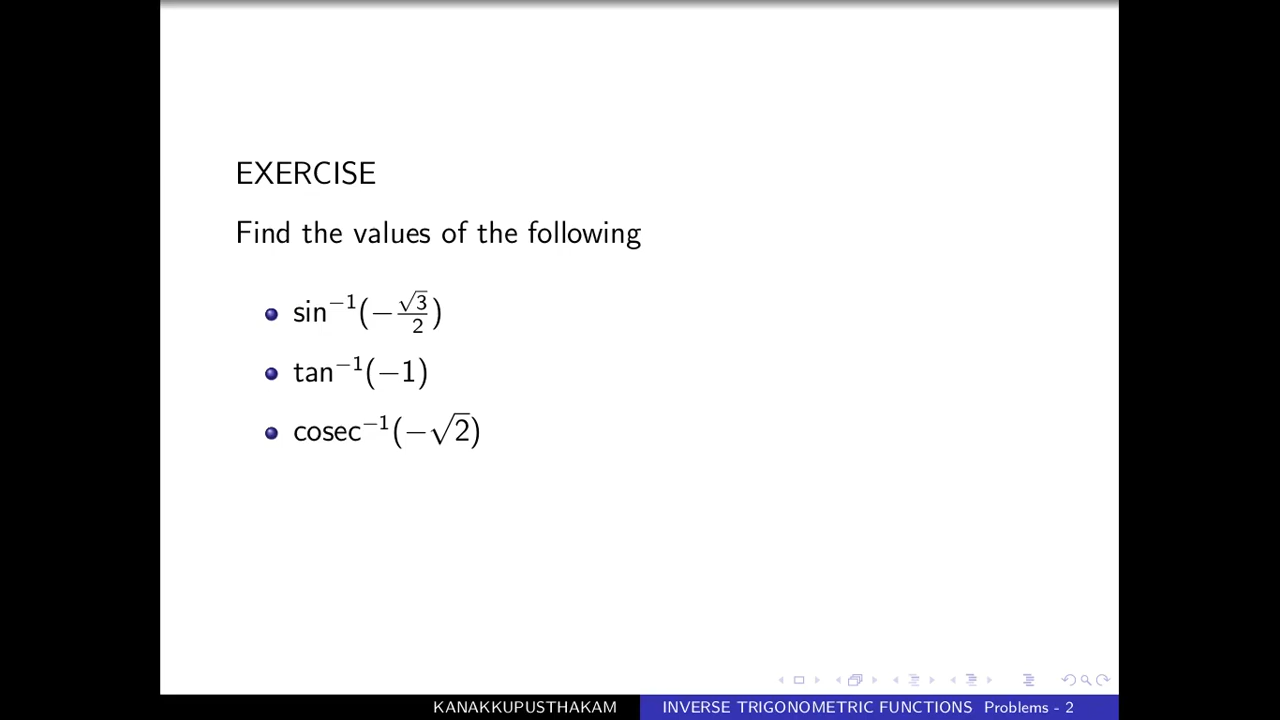 EXERCISE
Find the values of the following
sin⁻¹(−√3/2)
tan⁻¹(−1)
cosec⁻¹(−√2)
KANAKKUPUSTHAKAM INVERSE TRIGONOMETRIC FUNCTIONS Problems - 2